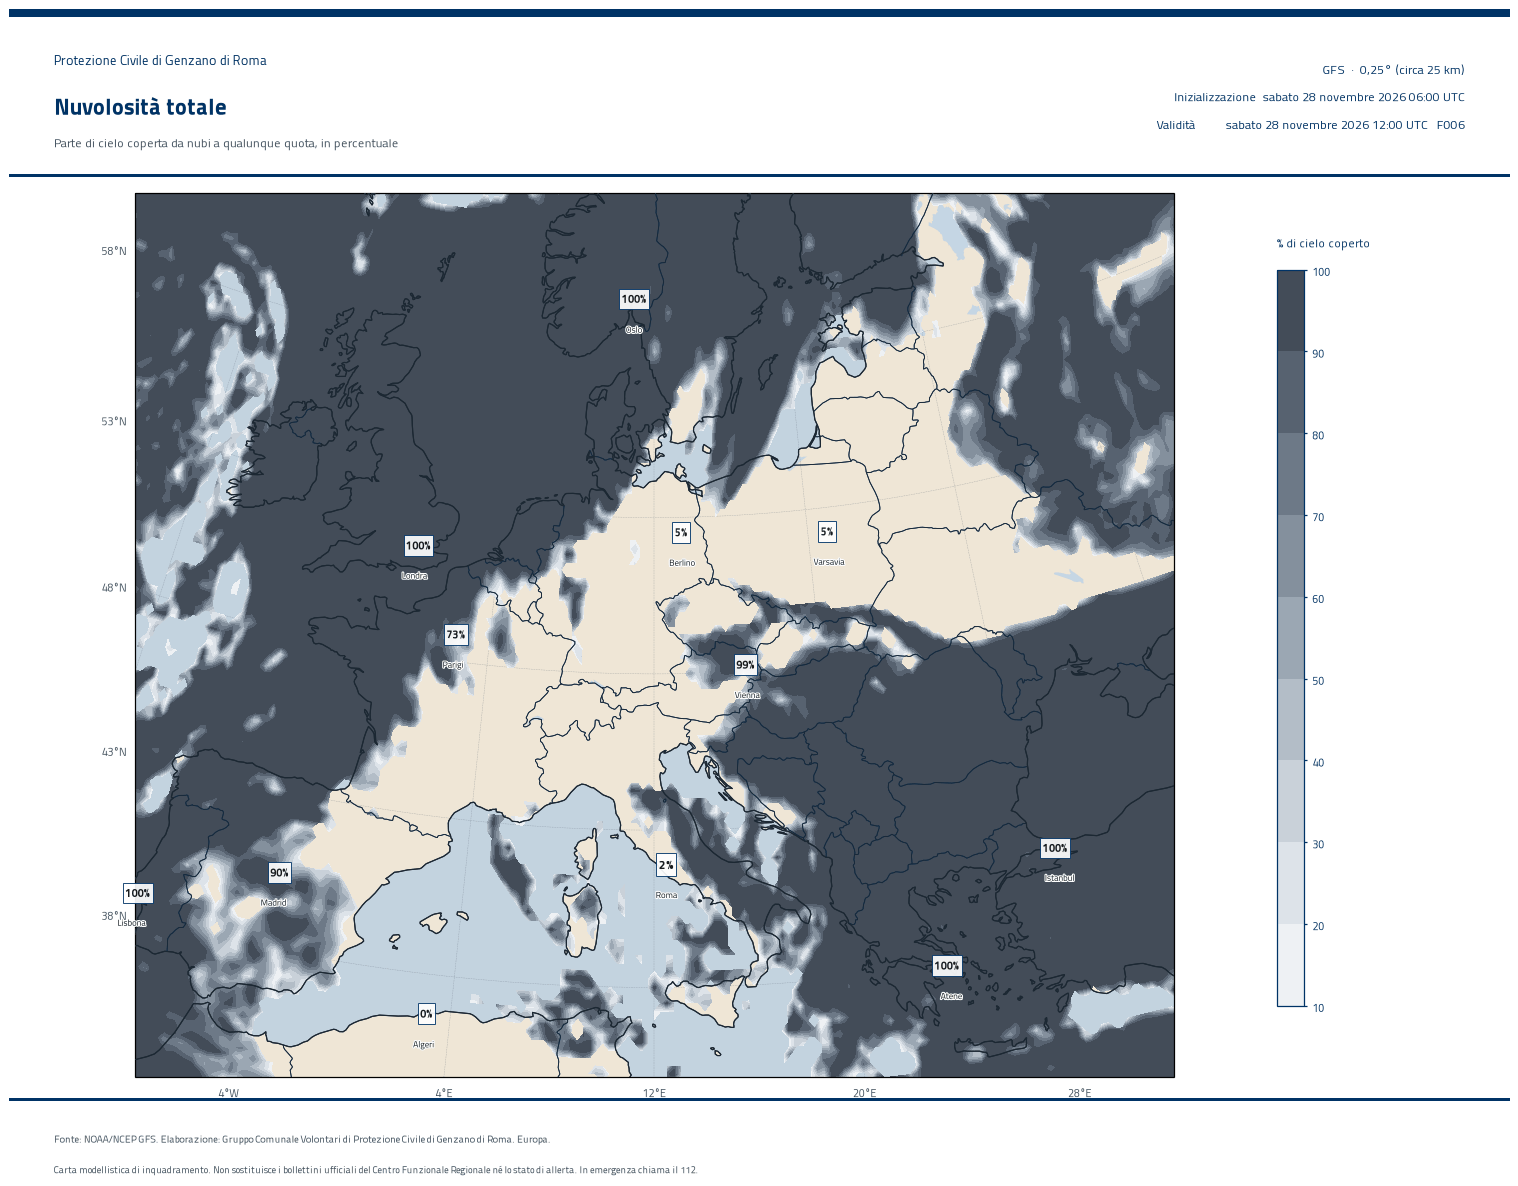 Protezione Civile di Genzano di Roma
Nuvolosità totale
Parte di cielo coperta da nubi a qualunque quota, in percentuale
GFS · 0,25° (circa 25 km)
Inizializzazione sabato 28 novembre 2026 06:00 UTC
Validità sabato 28 novembre 2026 12:00 UTC F006
% di cielo coperto
100
90
80
70
60
50
40
30
20
10
58°N
53°N
48°N
43°N
38°N
100%
Oslo
5%
Berlino
5%
Varsavia
100%
Londra
73%
Parigi
99%
Vienna
90%
Madrid
100%
Lisbona
2%
Roma
100%
Istanbul
100%
Atene
0%
Algeri
4°W
4°E
12°E
20°E
28°E
Fonte: NOAA/NCEP GFS. Elaborazione: Gruppo Comunale Volontari di Protezione Civile di Genzano di Roma. Europa.
Carta modellistica di inquadramento. Non sostituisce i bollettini ufficiali del Centro Funzionale Regionale né lo stato di allerta. In emergenza chiama il 112.